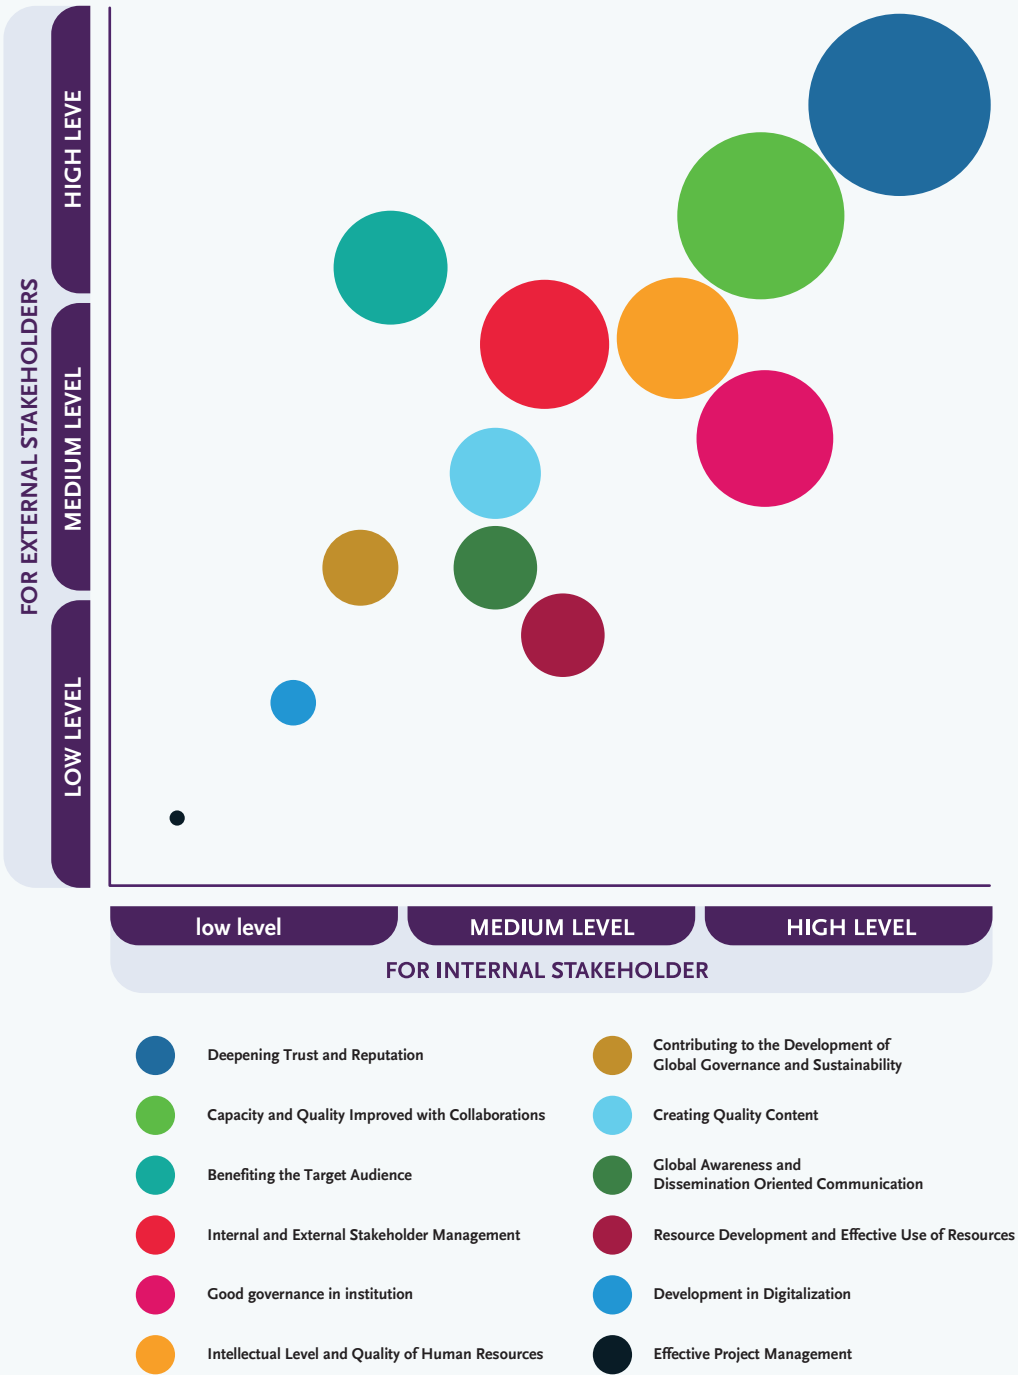 FOR EXTERNAL STAKEHOLDERS
HIGH LEVE
MEDIUM LEVEL
LOW LEVEL
low level
MEDIUM LEVEL
HIGH LEVEL
FOR INTERNAL STAKEHOLDER
Deepening Trust and Reputation
Capacity and Quality Improved with Collaborations
Benefiting the Target Audience
Internal and External Stakeholder Management
Good governance in institution
Intellectual Level and Quality of Human Resources
Contributing to the Development of
Global Governance and Sustainability
Creating Quality Content
Global Awareness and
Dissemination Oriented Communication
Resource Development and Effective Use of Resources
Development in Digitalization
Effective Project Management